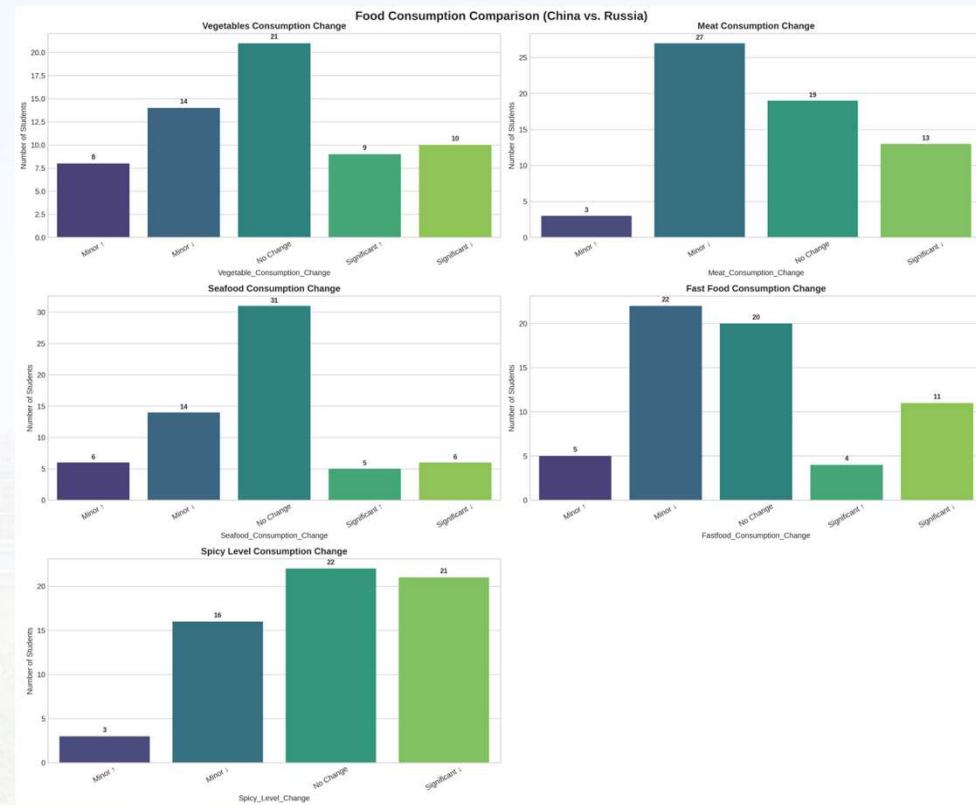 Food Consumption Comparison (China vs. Russia)
Vegetables Consumption Change
Number of Students
20.0
17.5
15.0
12.5
10.0
7.5
5.0
2.5
0.0
8
14
21
9
10
Minor ↑
Minor ↓
No Change
Significant ↑
Significant ↓
Vegetable_Consumption_Change
Meat Consumption Change
Number of Students
25
20
15
10
5
0
3
27
19
13
Minor ↑
Minor ↓
No Change
Significant ↓
Meat_Consumption_Change
Seafood Consumption Change
Number of Students
30
25
20
15
10
5
0
6
14
31
5
6
Minor ↑
Minor ↓
No Change
Significant ↑
Significant ↓
Seafood_Consumption_Change
Fast Food Consumption Change
Number of Students
20
15
10
5
0
5
22
20
4
11
Minor ↑
Minor ↓
No Change
Significant ↑
Significant ↓
Fastfood_Consumption_Change
Spicy Level Consumption Change
Number of Students
20
15
10
5
0
3
16
22
21
Minor ↑
Minor ↓
No Change
Significant ↓
Spicy_Level_Change